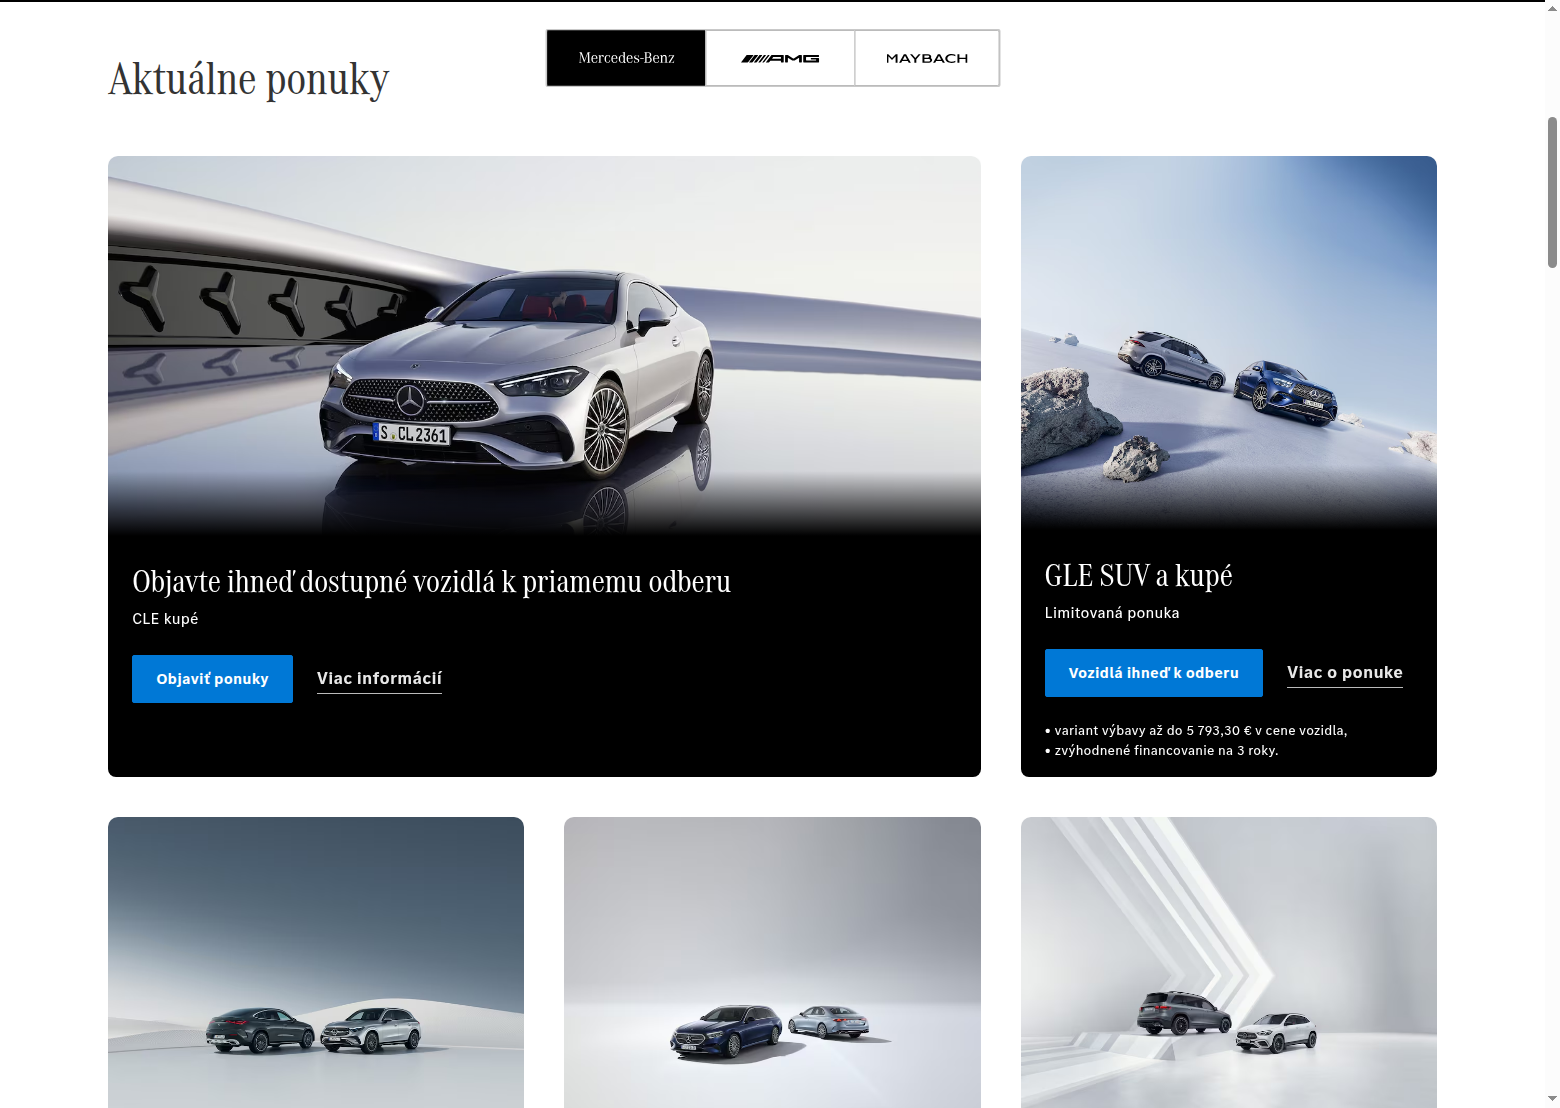 Aktuálne ponuky
Mercedes-Benz
AMG
MAYBACH
S CL 2361
Objavte ihneď dostupné vozidlá k priamemu odberu
CLE kupé
Objaviť ponuky
Viac informácií
GLE SUV a kupé
Limitovaná ponuka
Vozidlá ihneď k odberu
Viac o ponuke
• variant výbavy až do 5 793,30 € v cene vozidla,
• zvýhodnené financovanie na 3 roky.